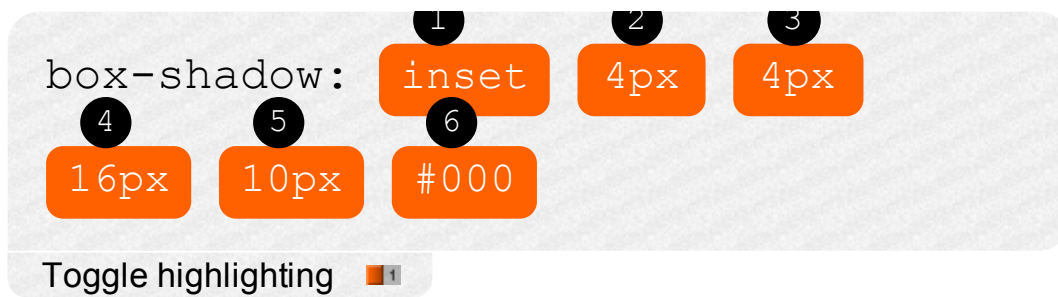 1 2 3
box-shadow: inset 4px 4px
4 5 6
16px 10px #000
Toggle highlighting 1